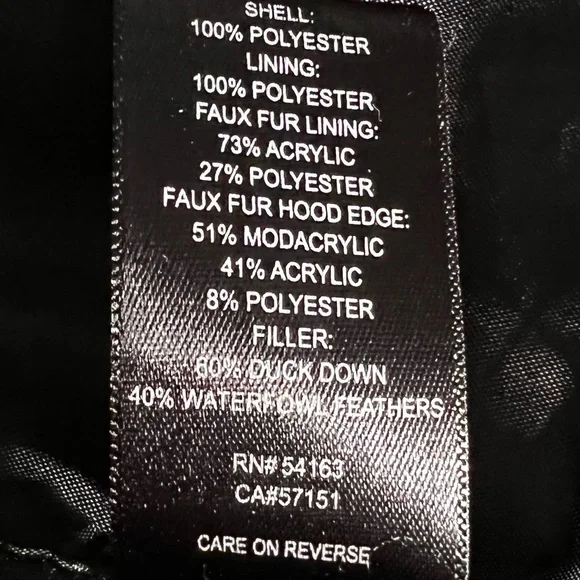 SHELL:
100% POLYESTER
LINING:
100% POLYESTER
FAUX FUR LINING:
73% ACRYLIC
27% POLYESTER
FAUX FUR HOOD EDGE:
51% MODACRYLIC
41% ACRYLIC
8% POLYESTER
FILLER:
60% DUCK DOWN
40% WATERFOWL FEATHERS
RN# 54163
CA#57151
CARE ON REVERSE